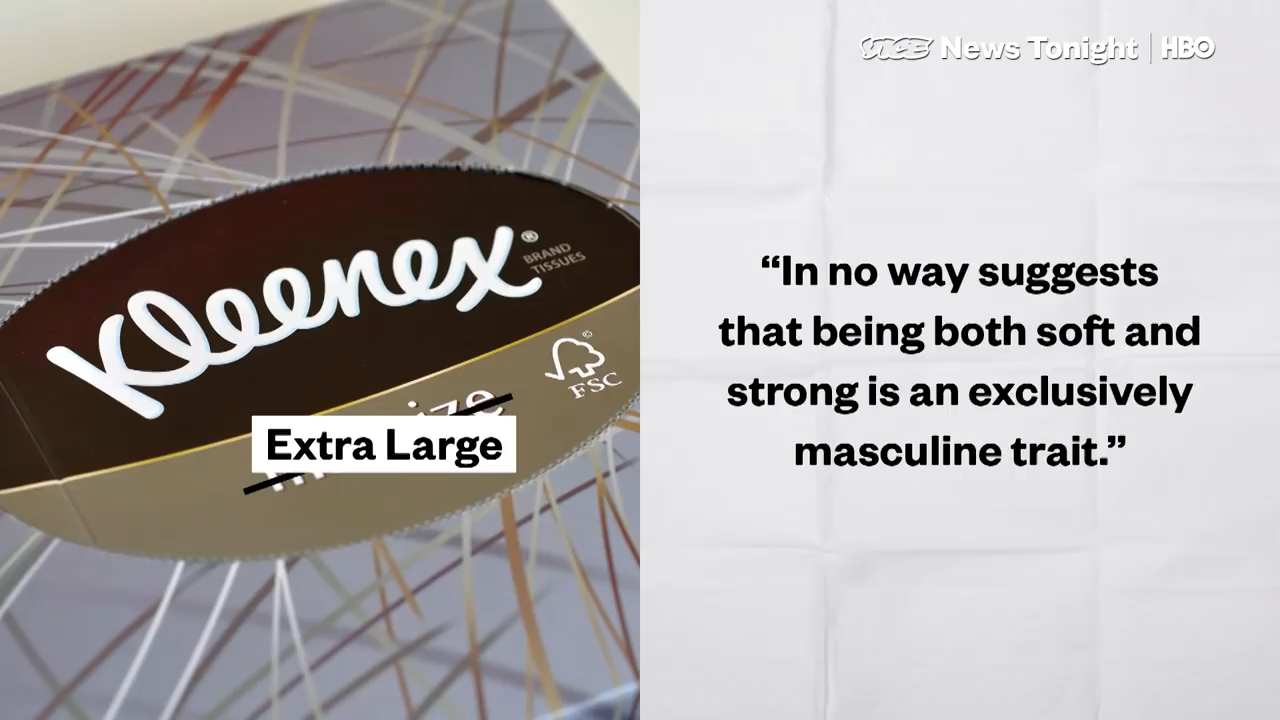 VICE News Tonight | HBO
Kleenex®
BRAND
TISSUES
©
FSC
Extra Large
“In no way suggests
that being both soft and
strong is an exclusively
masculine trait.”